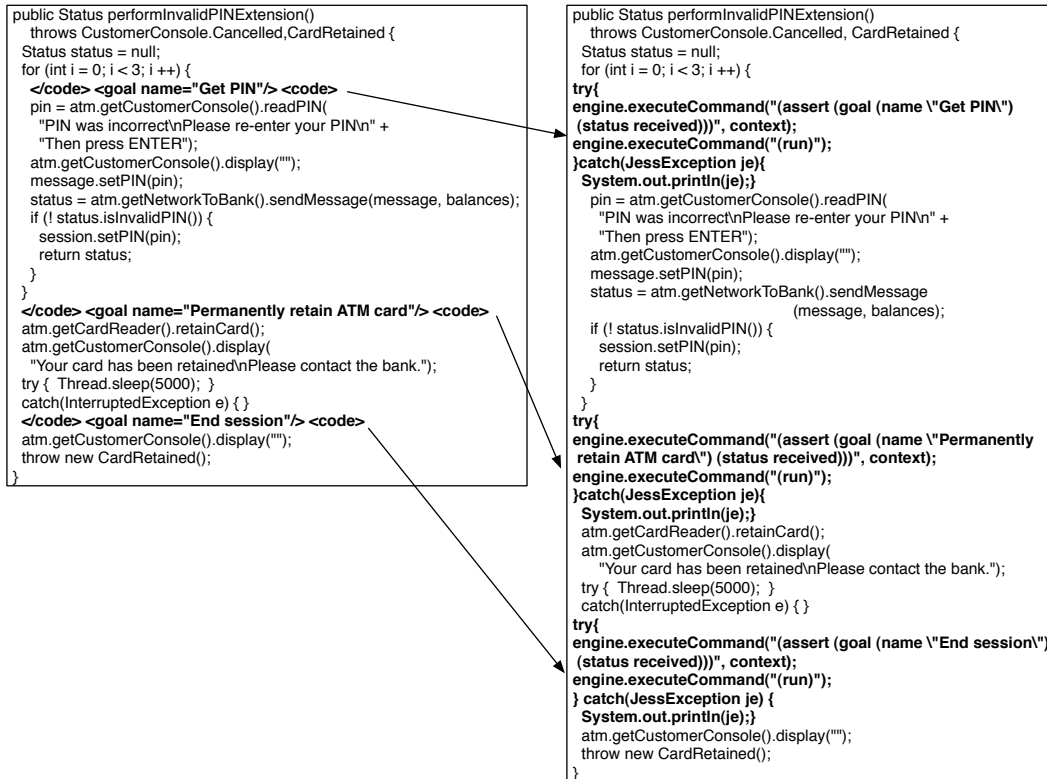 public Status performInvalidPINExtension()
throws CustomerConsole.Cancelled,CardRetained {
Status status = null;
for (int i = 0; i < 3; i ++) {
</code> <goal name="Get PIN"/> <code>
pin = atm.getCustomerConsole().readPIN(
"PIN was incorrect\nPlease re-enter your PIN\n" +
"Then press ENTER");
atm.getCustomerConsole().display("");
message.setPIN(pin);
status = atm.getNetworkToBank().sendMessage(message, balances);
if (! status.isInvalidPIN()) {
session.setPIN(pin);
return status;
}
}
</code> <goal name="Permanently retain ATM card"/> <code>
atm.getCardReader().retainCard();
atm.getCustomerConsole().display(
"Your card has been retained\nPlease contact the bank.");
try { Thread.sleep(5000); }
catch(InterruptedException e) { }
</code> <goal name="End session"/> <code>
atm.getCustomerConsole().display("");
throw new CardRetained();
}
public Status performInvalidPINExtension()
throws CustomerConsole.Cancelled, CardRetained {
Status status = null;
for (int i = 0; i < 3; i ++) {
try{
engine.executeCommand("(assert (goal (name \"Get PIN\")
(status received)))", context);
engine.executeCommand("(run)");
}catch(JessException je){
System.out.println(je);}
pin = atm.getCustomerConsole().readPIN(
"PIN was incorrect\nPlease re-enter your PIN\n" +
"Then press ENTER");
atm.getCustomerConsole().display("");
message.setPIN(pin);
status = atm.getNetworkToBank().sendMessage
(message, balances);
if (! status.isInvalidPIN()) {
session.setPIN(pin);
return status;
}
}
try{
engine.executeCommand("(assert (goal (name \"Permanently
retain ATM card\") (status received)))", context);
engine.executeCommand("(run)");
}catch(JessException je){
System.out.println(je);}
atm.getCardReader().retainCard();
atm.getCustomerConsole().display(
"Your card has been retained\nPlease contact the bank.");
try { Thread.sleep(5000); }
catch(InterruptedException e) { }
try{
engine.executeCommand("(assert (goal (name \"End session\")
(status received)))", context);
engine.executeCommand("(run)");
} catch(JessException je) {
System.out.println(je);}
atm.getCustomerConsole().display("");
throw new CardRetained();
}